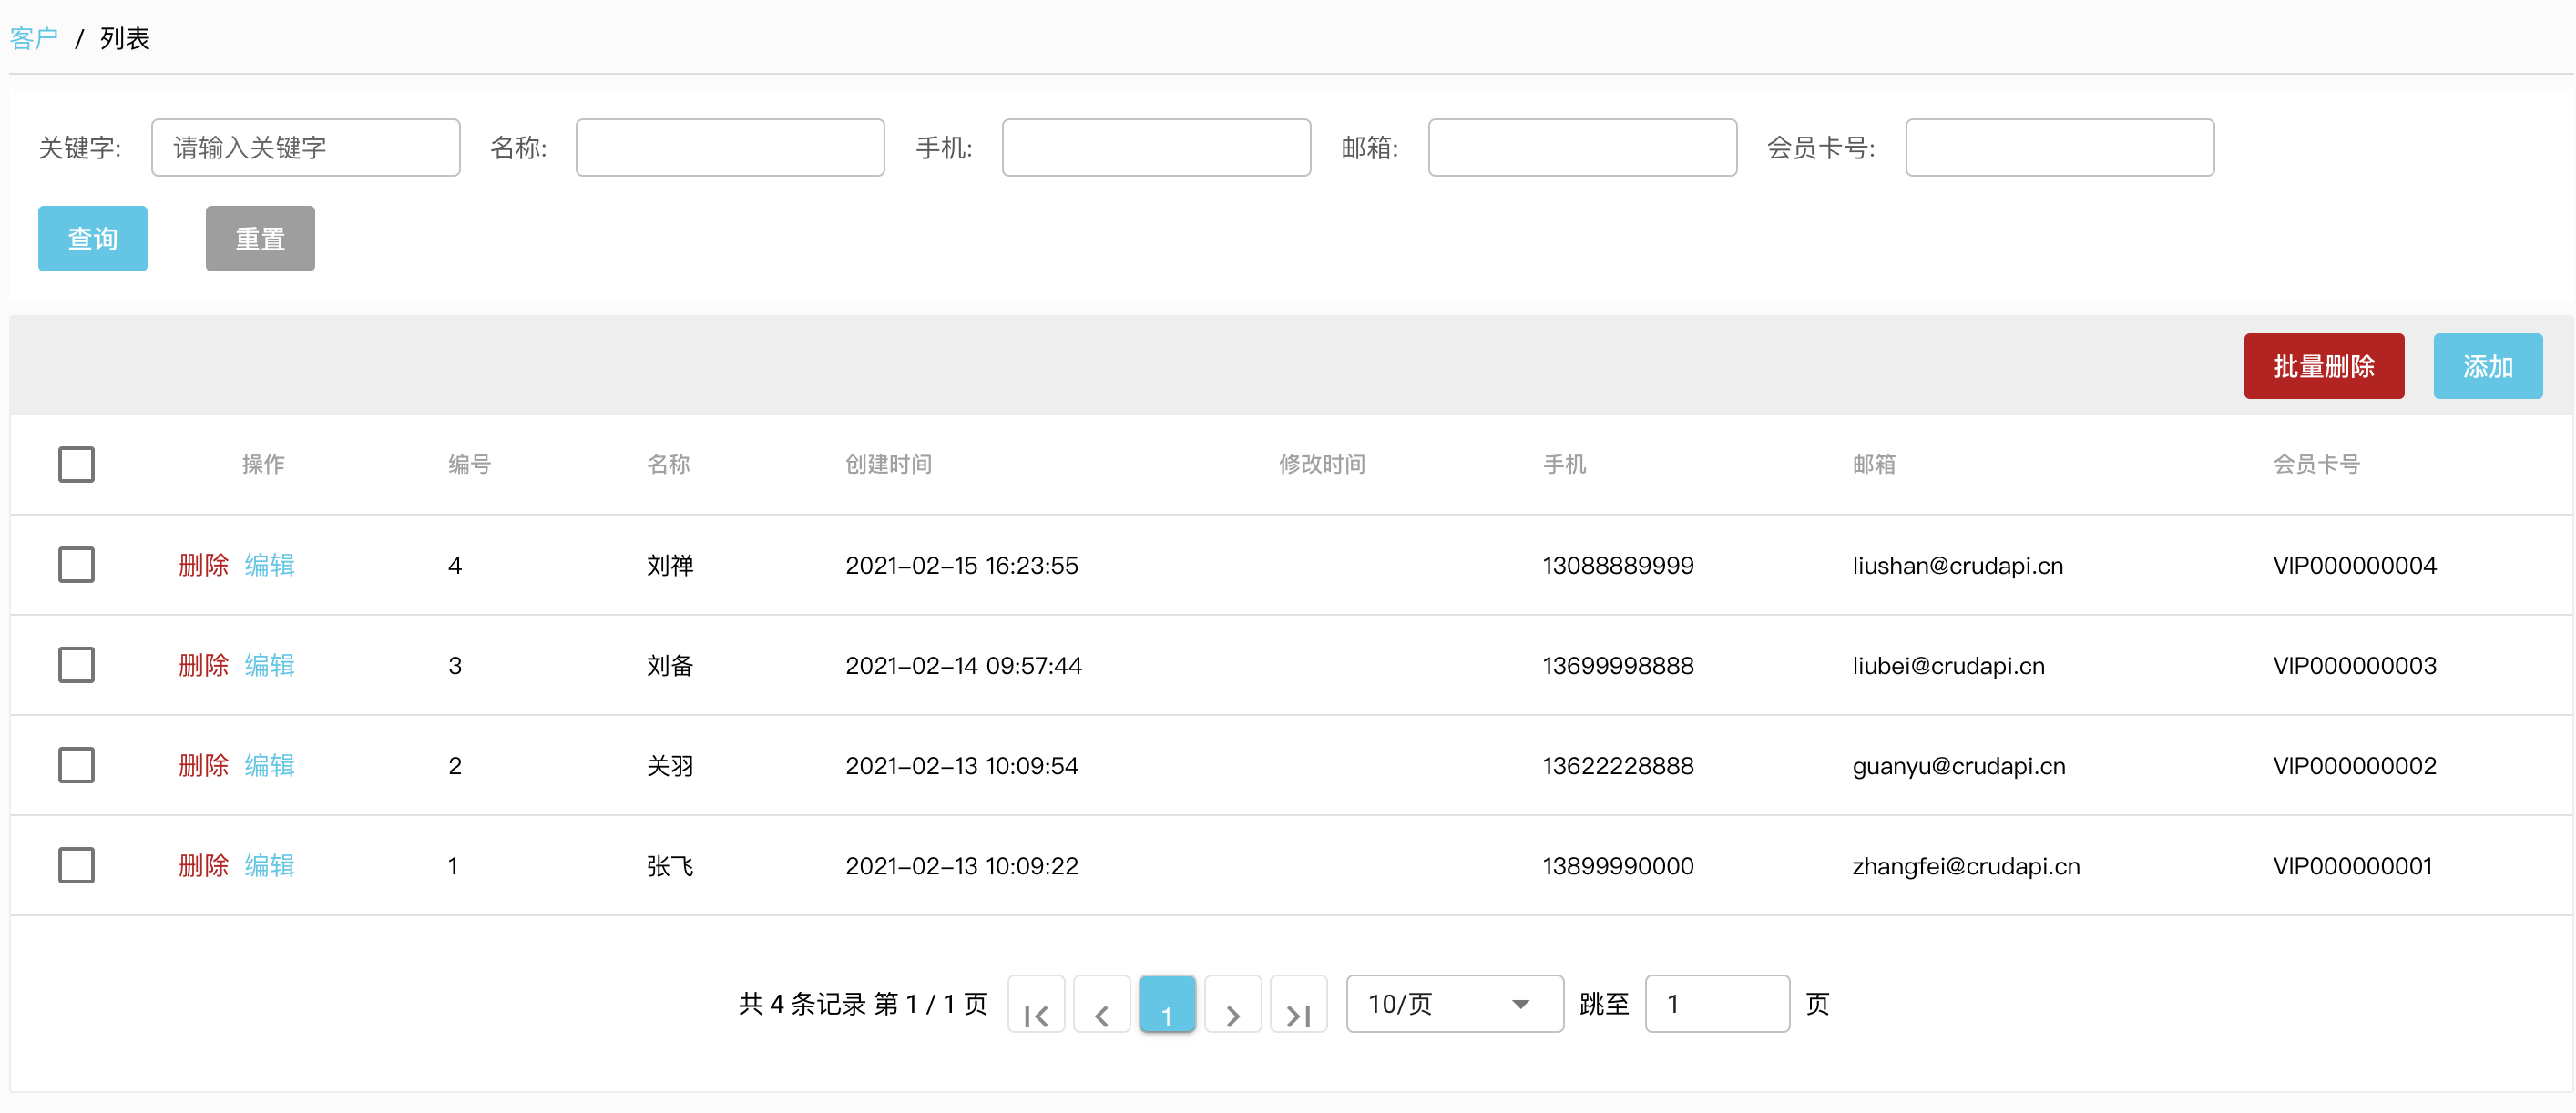 客户 / 列表
关键字: 请输入关键字 名称: 手机: 邮箱: 会员卡号:
查询 重置
批量删除 添加
操作 编号 名称 创建时间 修改时间 手机 邮箱 会员卡号
删除 编辑 4 刘禅 2021-02-15 16:23:55 13088889999 liushan@crudapi.cn VIP000000004
删除 编辑 3 刘备 2021-02-14 09:57:44 13699998888 liubei@crudapi.cn VIP000000003
删除 编辑 2 关羽 2021-02-13 10:09:54 13622228888 guanyu@crudapi.cn VIP000000002
删除 编辑 1 张飞 2021-02-13 10:09:22 13899990000 zhangfei@crudapi.cn VIP000000001
共 4 条记录 第 1 / 1 页 1 10/页 跳至 1 页